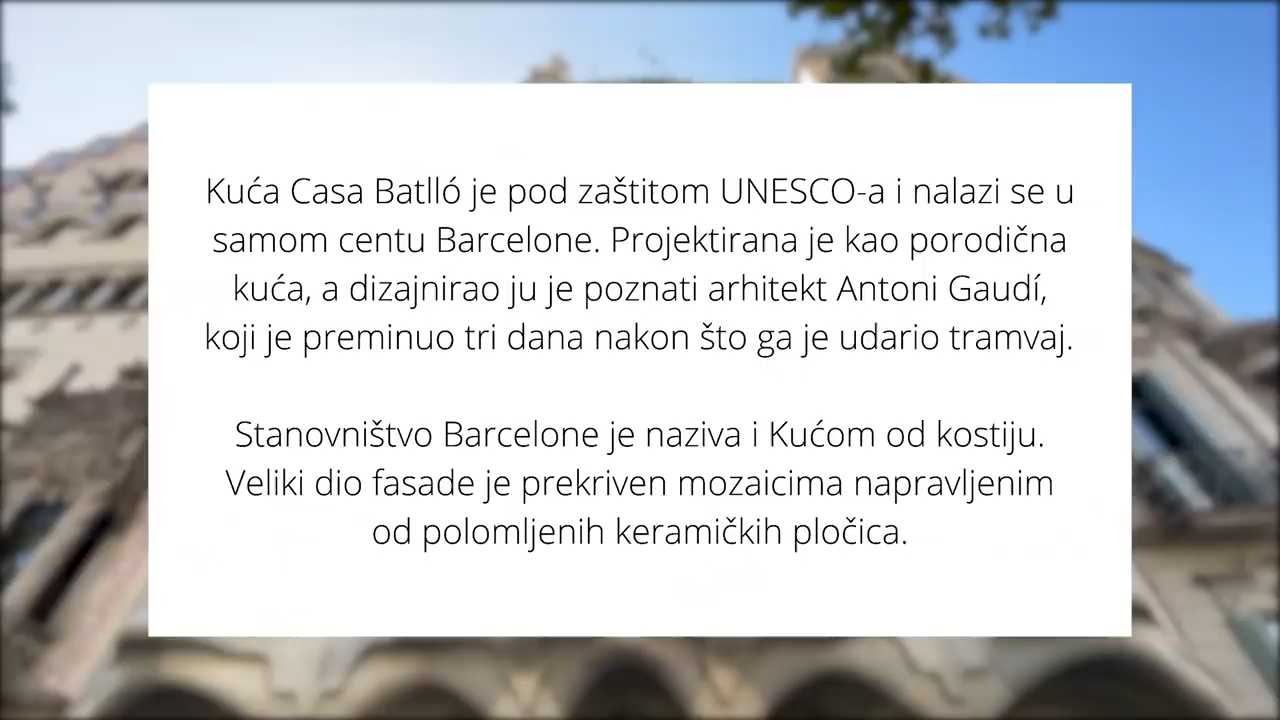 Kuća Casa Batlló je pod zaštitom UNESCO-a i nalazi se u
samom centu Barcelone. Projektirana je kao porodična
kuća, a dizajnirao ju je poznati arhitekt Antoni Gaudí,
koji je preminuo tri dana nakon što ga je udario tramvaj.
Stanovništvo Barcelone je naziva i Kućom od kostiju.
Veliki dio fasade je prekriven mozaicima napravljenim
od polomljenih keramičkih pločica.